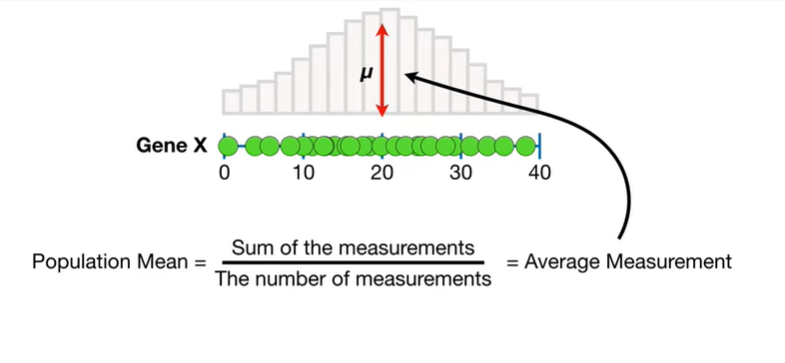 μ
Gene X
0 10 20 30 40
Population Mean = Sum of the measurements
The number of measurements
= Average Measurement